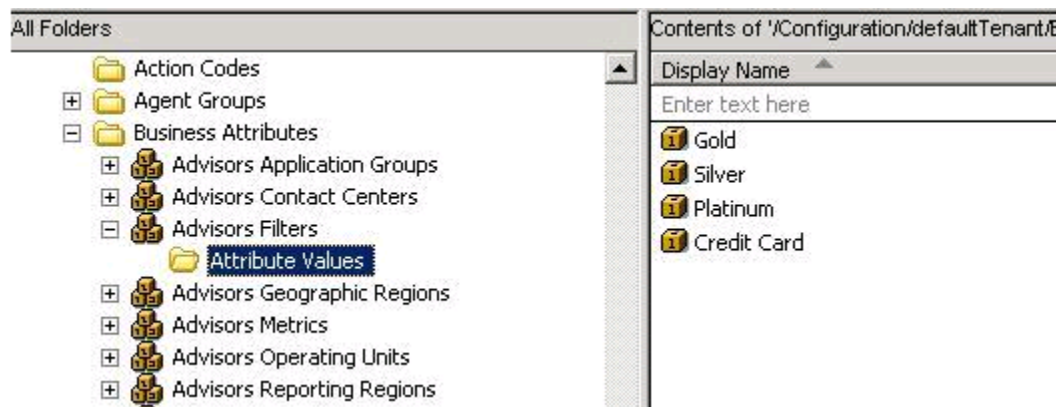 All Folders
Action Codes
Agent Groups
Business Attributes
Advisors Application Groups
Advisors Contact Centers
Advisors Filters
Attribute Values
Advisors Geographic Regions
Advisors Metrics
Advisors Operating Units
Advisors Reporting Regions
Contents of '/Configuration/defaultTenant/
Display Name
Enter text here
Gold
Silver
Platinum
Credit Card